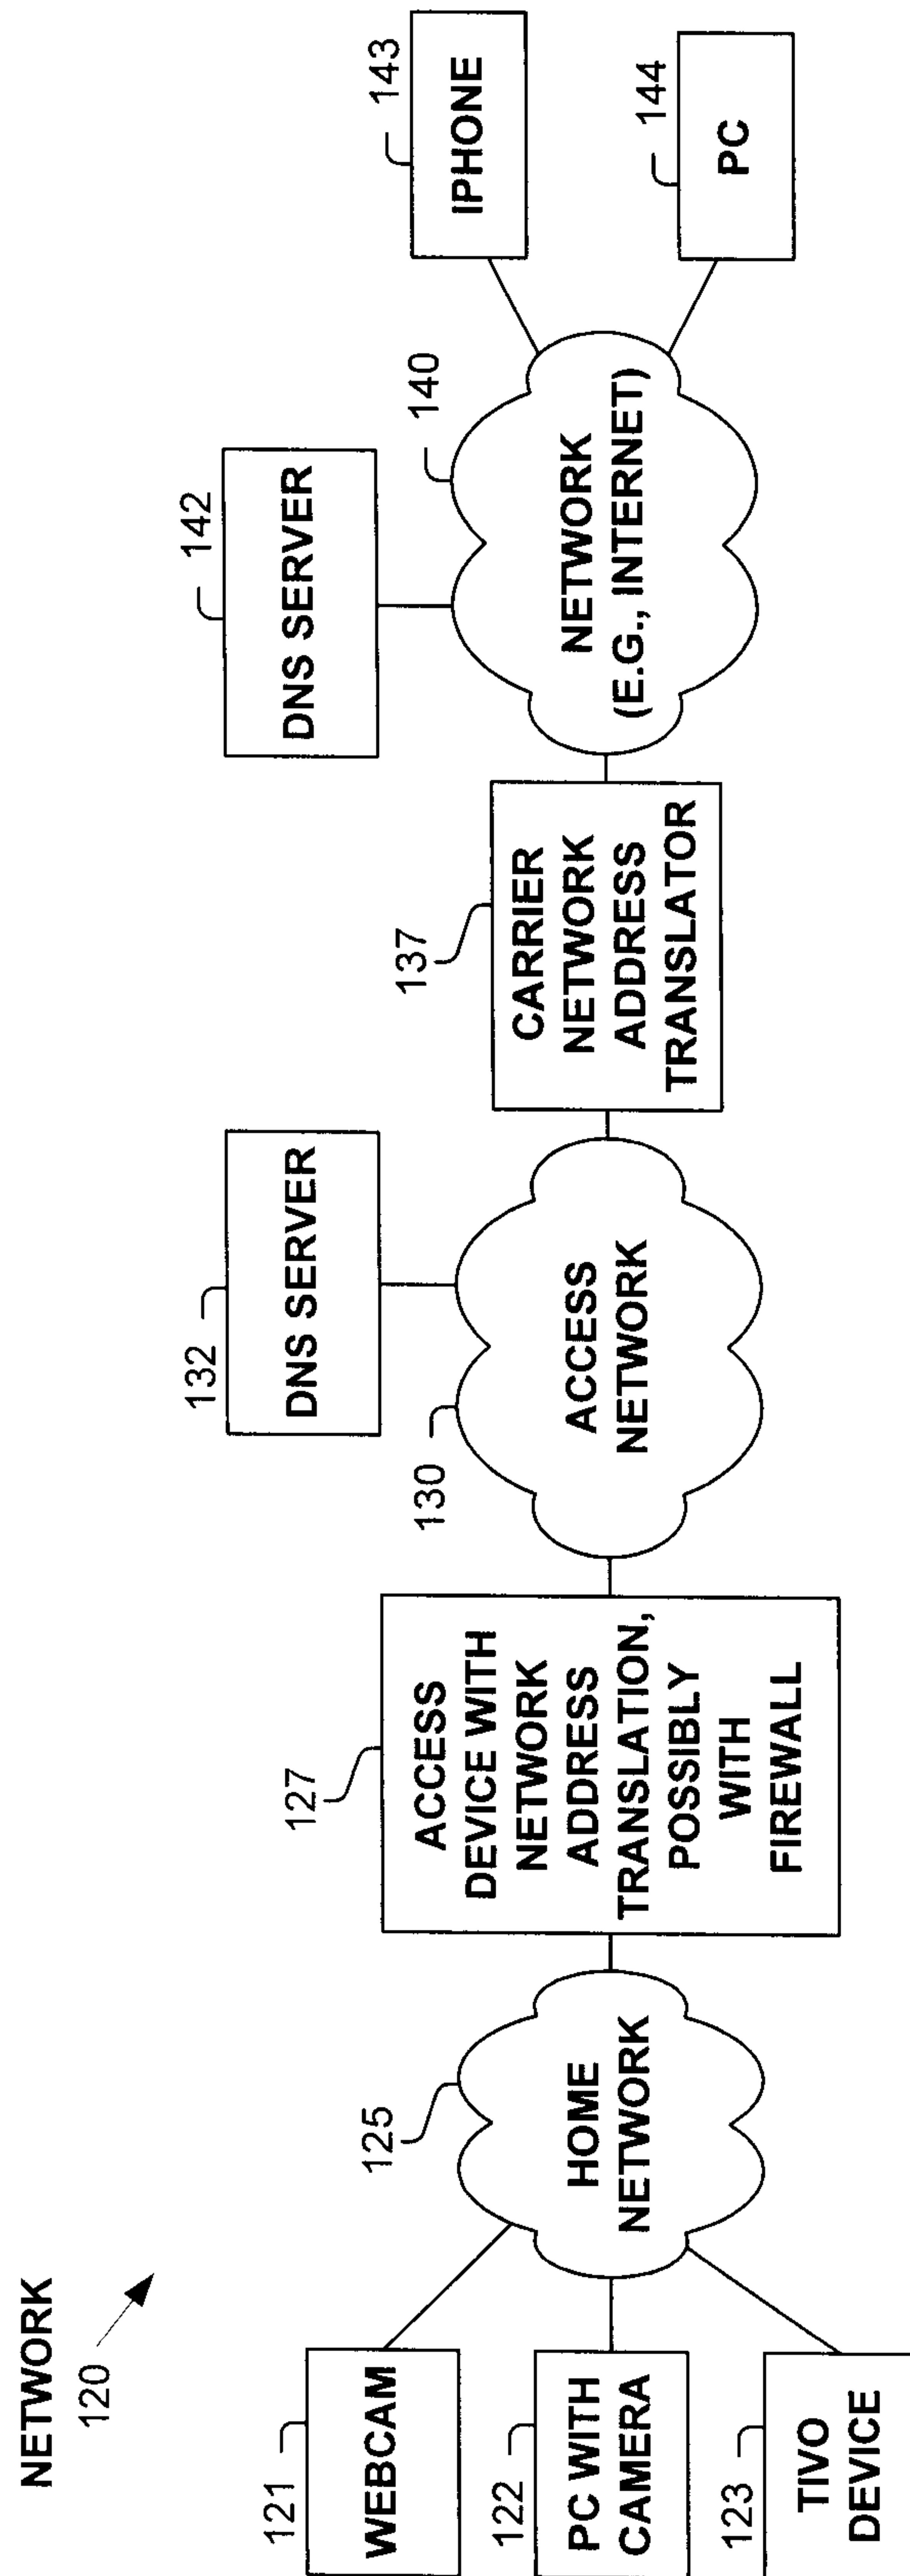 NETWORK
120
121
WEBCAM
122
PC WITH
CAMERA
123
TIVO
DEVICE
125
HOME
NETWORK
127
ACCESS
DEVICE WITH
NETWORK
ADDRESS
TRANSLATION,
POSSIBLY
WITH
FIREWALL
130
ACCESS
NETWORK
132
DNS SERVER
137
CARRIER
NETWORK
ADDRESS
TRANSLATOR
140
NETWORK
(E.G., INTERNET)
142
DNS SERVER
143
IPHONE
144
PC